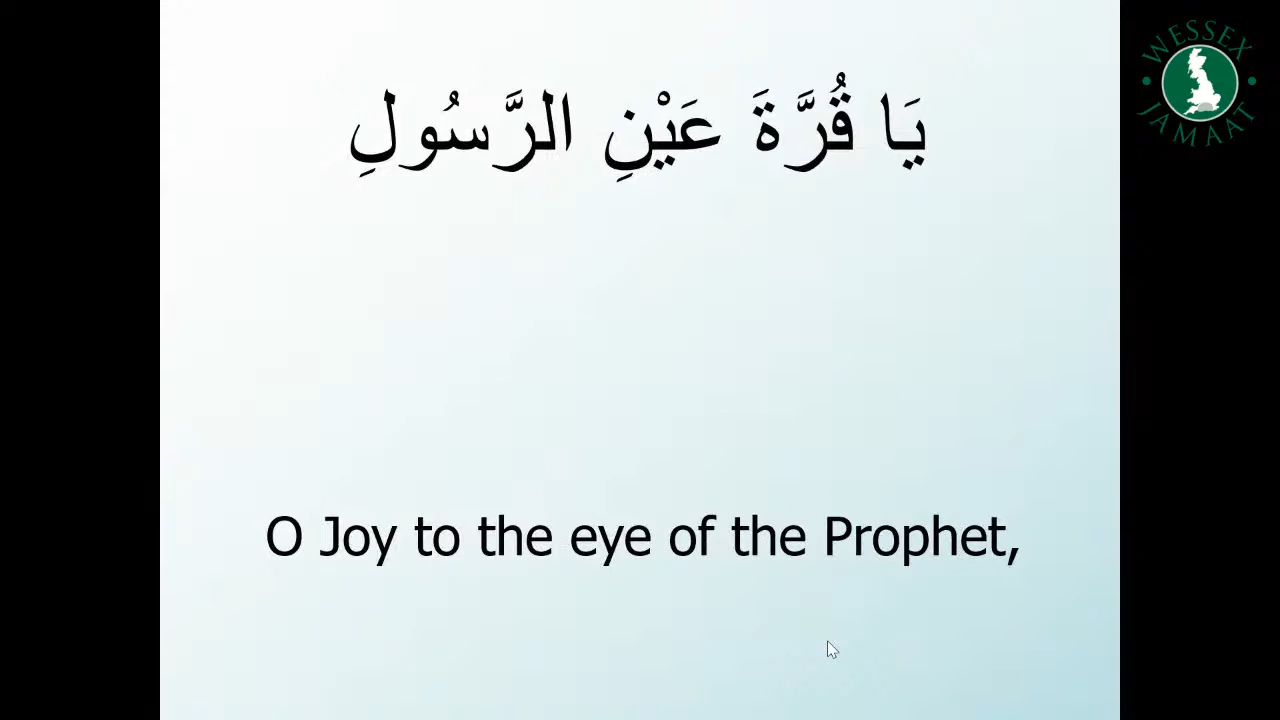 يَا قُرَّةَ عَيْنِ الرَّسُولِ
O Joy to the eye of the Prophet,
WESSEX
JAMAAT